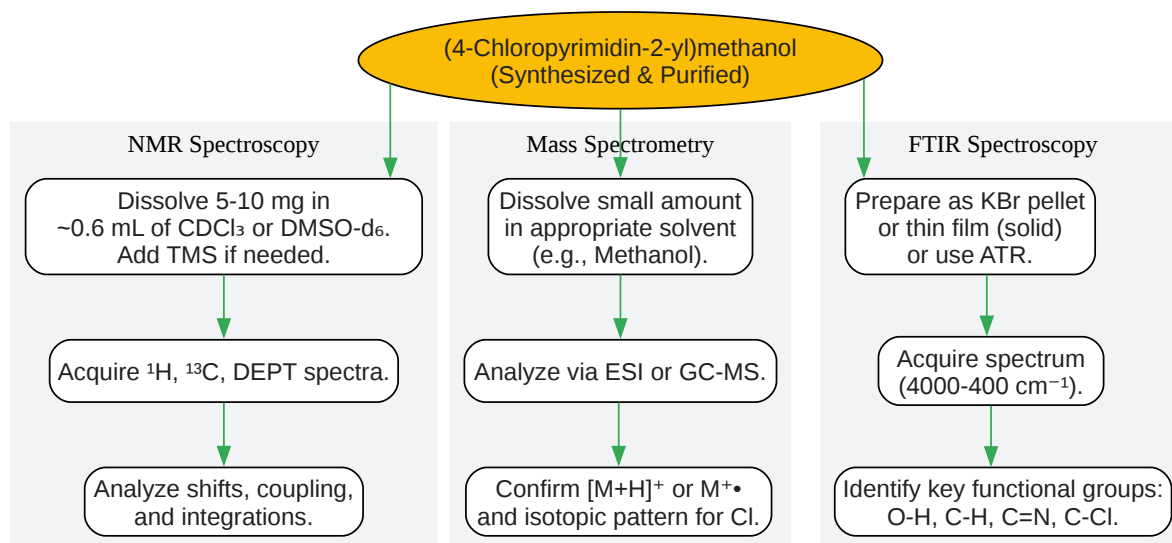 (4-Chloropyrimidin-2-yl)methanol
(Synthesized & Purified)
NMR Spectroscopy
Dissolve 5-10 mg in
~0.6 mL of CDCl₃ or DMSO-d₆.
Add TMS if needed.
Acquire ¹H, ¹³C, DEPT spectra.
Analyze shifts, coupling,
and integrations.
Mass Spectrometry
Dissolve small amount
in appropriate solvent
(e.g., Methanol).
Analyze via ESI or GC-MS.
Confirm [M+H]⁺ or M⁺•
and isotopic pattern for Cl.
FTIR Spectroscopy
Prepare as KBr pellet
or thin film (solid)
or use ATR.
Acquire spectrum
(4000-400 cm⁻¹).
Identify key functional groups:
O-H, C-H, C=N, C-Cl.